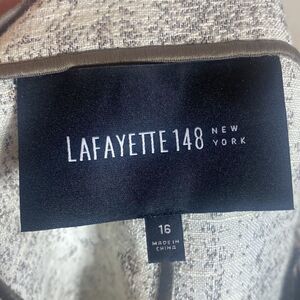 LAFAYETTE 148 NEW YORK
16
MADE IN
CHINA